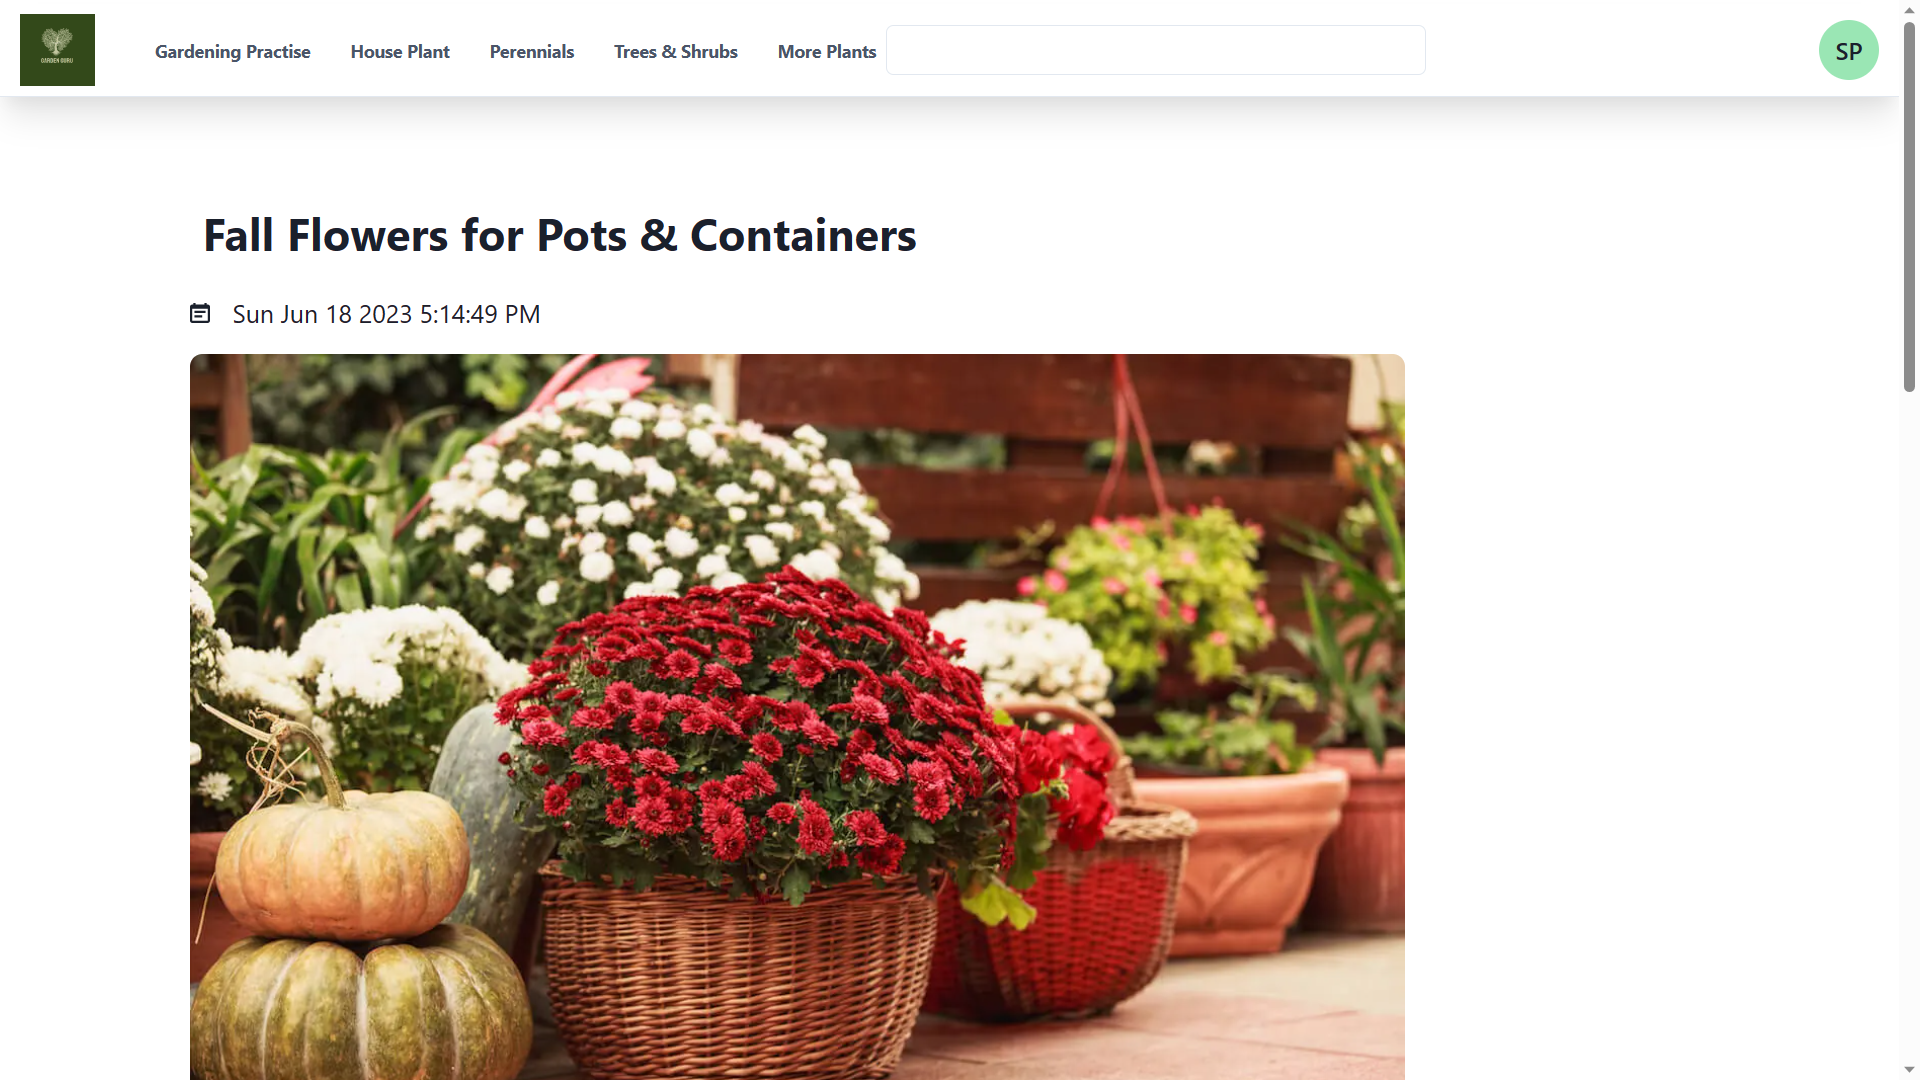 GARDEN GURU
Gardening Practise
House Plant
Perennials
Trees & Shrubs
More Plants
SP
Fall Flowers for Pots & Containers
Sun Jun 18 2023 5:14:49 PM